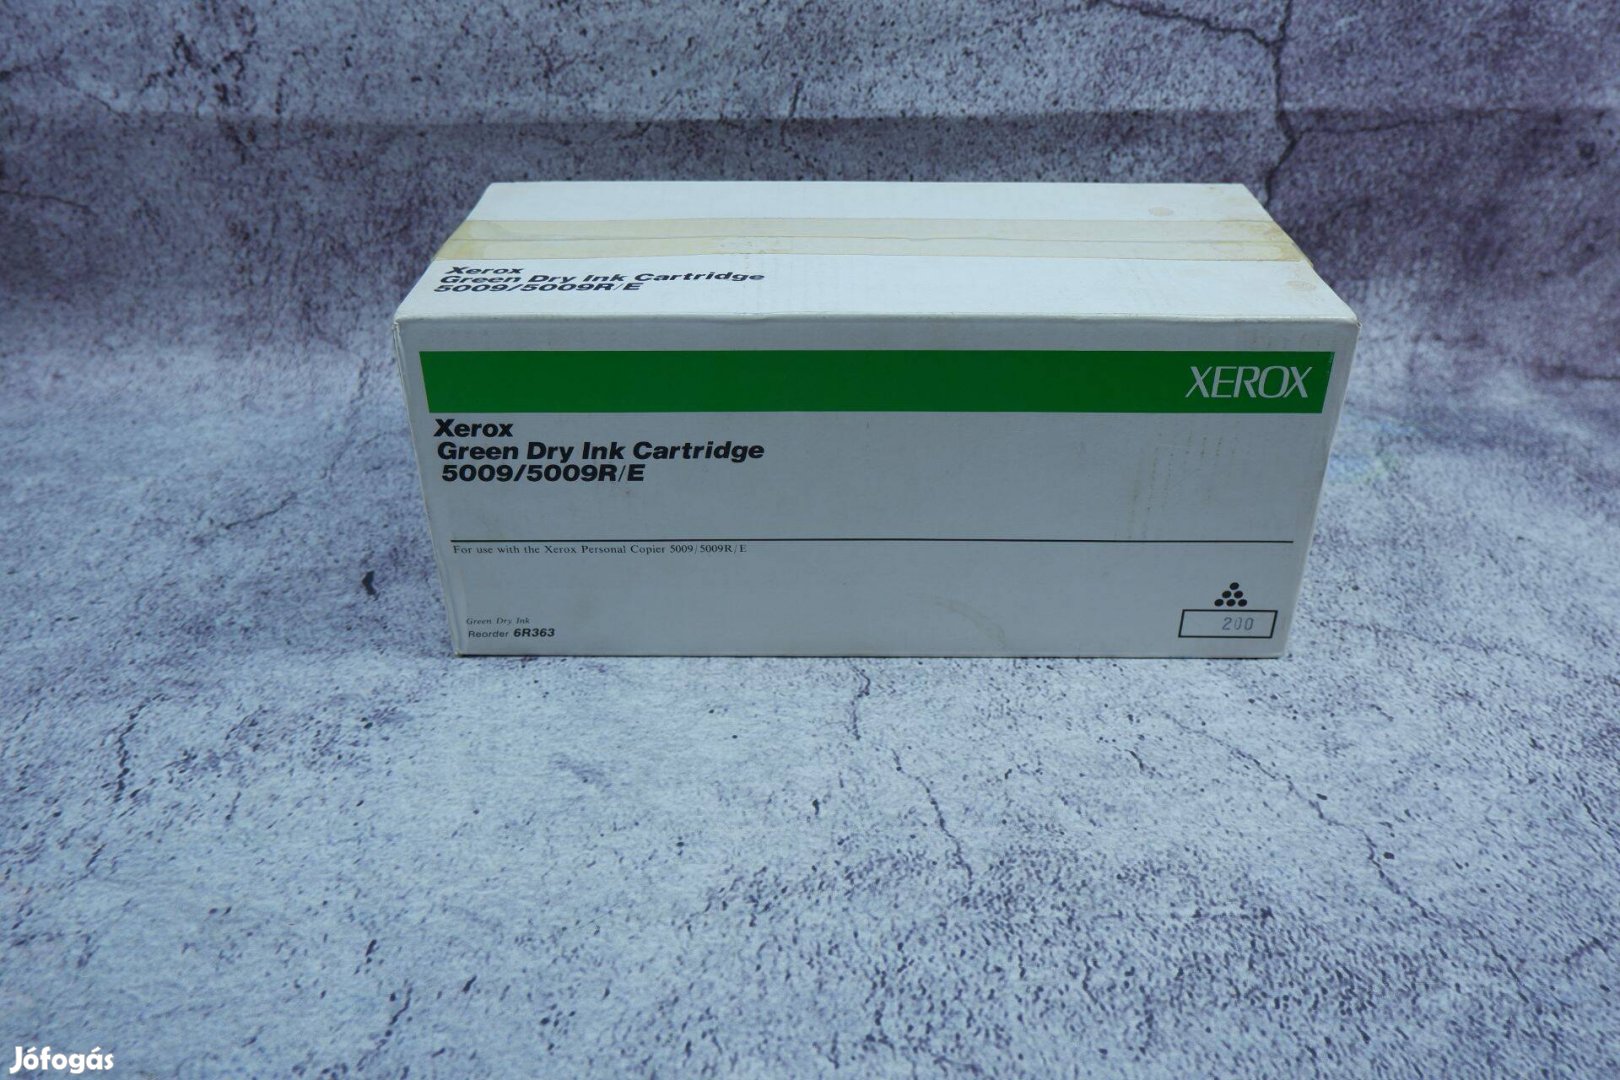 Xerox
Green Dry Ink Cartridge
5009/5009R/E
XEROX
Xerox
Green Dry Ink Cartridge
5009/5009R/E
For use with the Xerox Personal Copier 5009/5009R/E
Green Dry Ink
Reorder 6R363
200
Jófogás